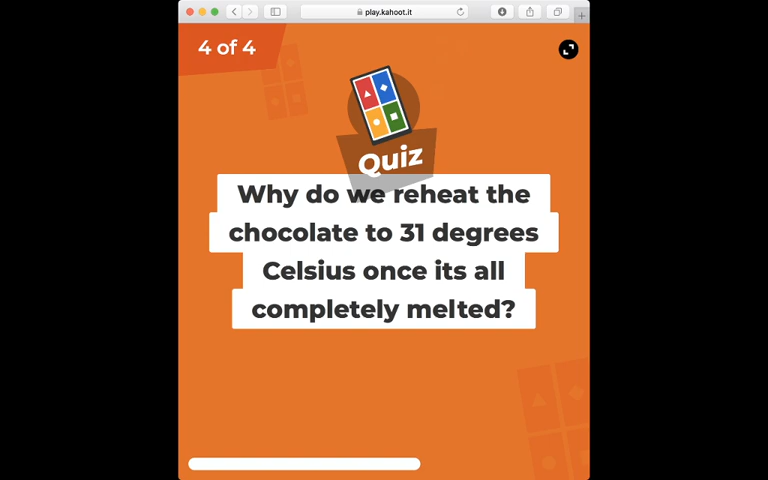 play.kahoot.it
4 of 4
Quiz
Why do we reheat the
chocolate to 31 degrees
Celsius once its all
completely melted?